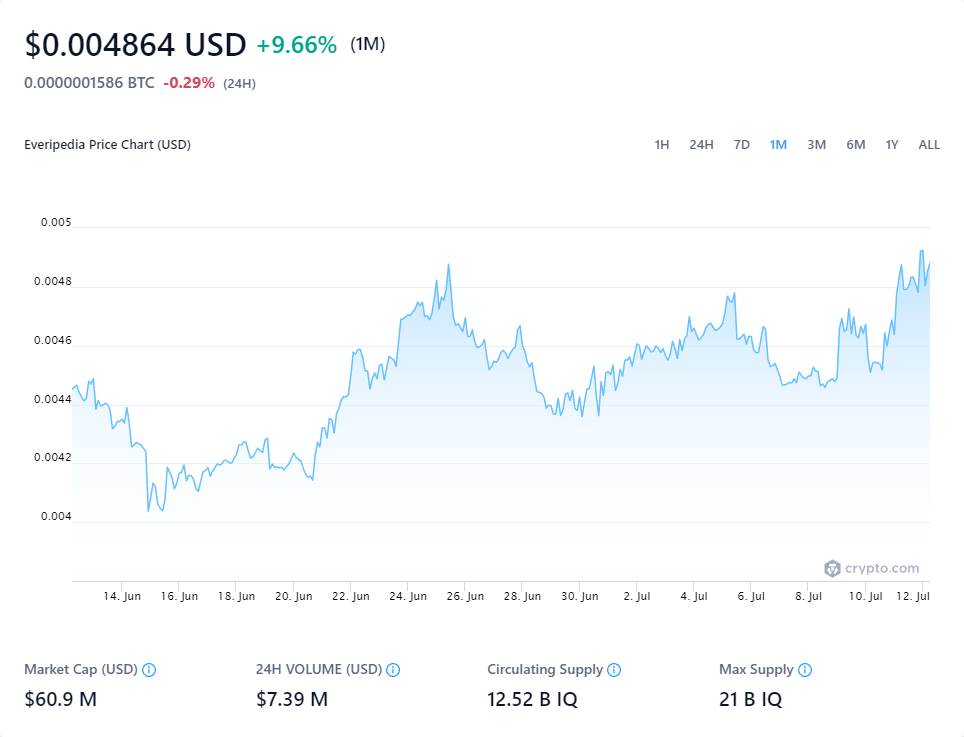 $0.004864 USD +9.66% (1M)
0.0000001586 BTC -0.29% (24H)
Everipedia Price Chart (USD)
1H 24H 7D 1M 3M 6M 1Y ALL
0.005
0.0048
0.0046
0.0044
0.0042
0.004
crypto.com
14. Jun 16. Jun 18. Jun 20. Jun 22. Jun 24. Jun 26. Jun 28. Jun 30. Jun 2. Jul 4. Jul 6. Jul 8. Jul 10. Jul 12. Jul
Market Cap (USD) 24H VOLUME (USD) Circulating Supply Max Supply
$60.9 M $7.39 M 12.52 B IQ 21 B IQ